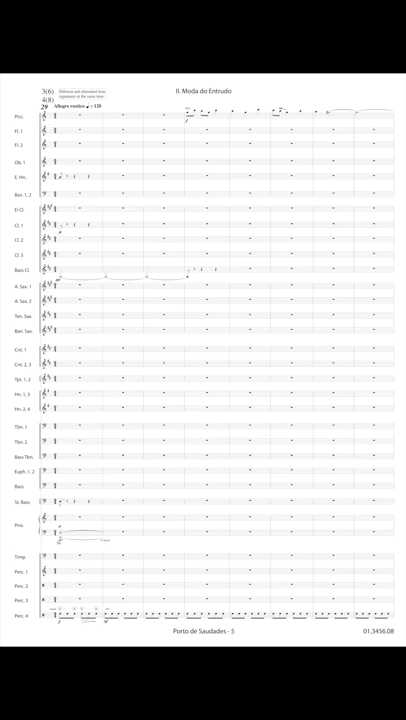 II. Moda do Entrudo
3(6)
4(8)
Different and alternated time
signatures at the same time
29 Allegro rustico ♩ = 120
Picc.
Fl. 1
Fl. 2
Ob. 1
E. Hn.
Bsn. 1, 2
E♭ Cl.
Cl. 1
Cl. 2
Cl. 3
Bass Cl.
A. Sax. 1
A. Sax. 2
Ten. Sax.
Bari. Sax.
Cnt. 1
Cnt. 2, 3
Tpt. 1, 2
Hn. 1, 3
Hn. 2, 4
Tbn. 1
Tbn. 2
Bass Tbn.
Euph. 1, 2
Bass
St. Bass
Pno.
Timp.
Perc. 1
Perc. 2
Perc. 3
Perc. 4
Porto de Saudades - 5
01.3456.08